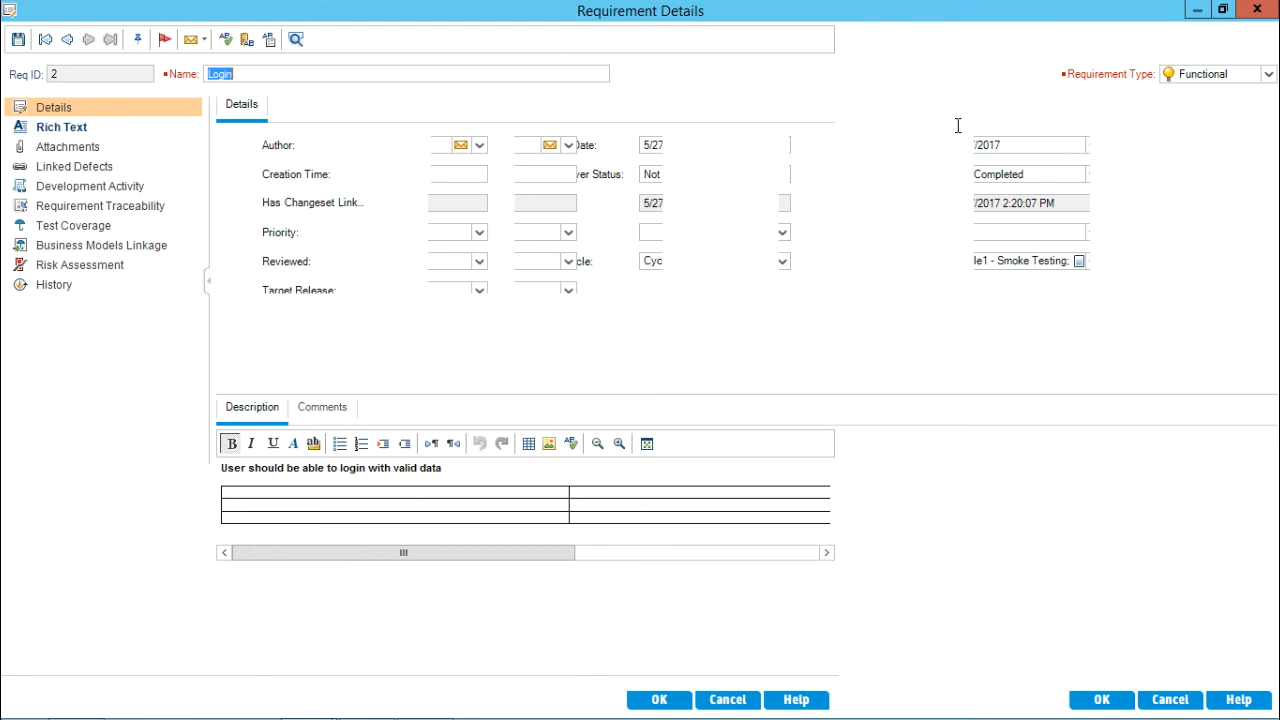 Requirement Details
Req ID: 2 Name: Login Requirement Type: Functional
Details
Rich Text
Attachments
Linked Defects
Development Activity
Requirement Traceability
Test Coverage
Business Models Linkage
Risk Assessment
History
Details
Author: Date: 5/27 /2017
Creation Time: er Status: Not Completed
Has Changeset Link... 5/27 /2017 2:20:07 PM
Priority:
Reviewed: cle: Cyc le1 - Smoke Testing;
Target Release:
Description Comments
B I U A ab
User should be able to login with valid data
OK Cancel Help OK Cancel Help